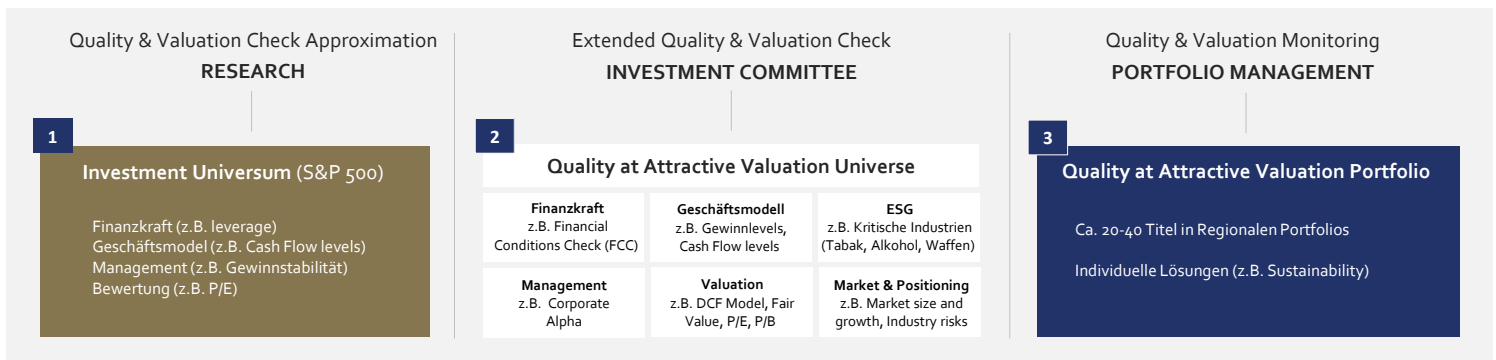 Quality & Valuation Check Approximation
RESEARCH
1
Investment Universum (S&P 500)
Finanzkraft (z.B. leverage)
Geschäftsmodel (z.B. Cash Flow levels)
Management (z.B. Gewinnstabilität)
Bewertung (z.B. P/E)
Extended Quality & Valuation Check
INVESTMENT COMMITTEE
2
Quality at Attractive Valuation Universe
Finanzkraft
z.B. Financial
Conditions Check (FCC)
Geschäftsmodell
z.B. Gewinnlevels,
Cash Flow levels
ESG
z.B. Kritische Industrien
(Tabak, Alkohol, Waffen)
Management
z.B. Corporate
Alpha
Valuation
z.B. DCF Model, Fair
Value, P/E, P/B
Market & Positioning
z.B. Market size and
growth, Industry risks
Quality & Valuation Monitoring
PORTFOLIO MANAGEMENT
3
Quality at Attractive Valuation Portfolio
Ca. 20-40 Titel in Regionalen Portfolios
Individuelle Lösungen (z.B. Sustainability)